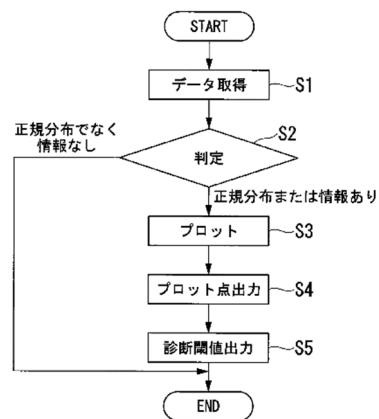 START
データ取得
S1
正規分布でなく
情報なし
S2
判定
正規分布または情報あり
プロット
S3
プロット点出力
S4
診断閾値出力
S5
END